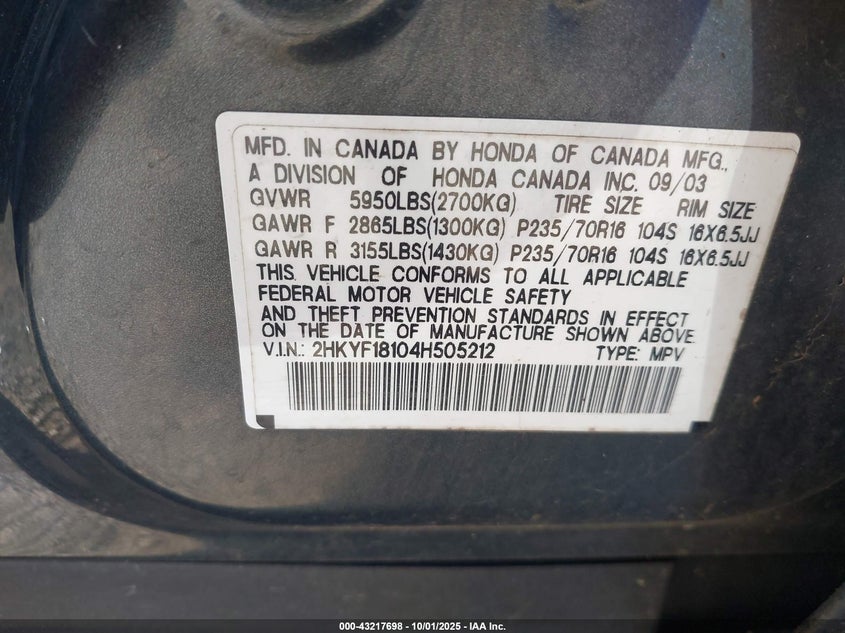 MFD. IN CANADA BY HONDA OF CANADA MFG.,
A DIVISION OF HONDA CANADA INC. 09/03
GVWR 5950LBS(2700KG) TIRE SIZE RIM SIZE
GAWR F 2865LBS(1300KG) P235/70R16 104S 16X6.5JJ
GAWR R 3155LBS(1430KG) P235/70R16 104S 16X6.5JJ
THIS VEHICLE CONFORMS TO ALL APPLICABLE
FEDERAL MOTOR VEHICLE SAFETY
AND THEFT PREVENTION STANDARDS IN EFFECT
ON THE DATE OF MANUFACTURE SHOWN ABOVE.
V.I.N.: 2HKYF18104H505212 TYPE: MPV
000-43217698 - 10/01/2025 - IAA Inc.